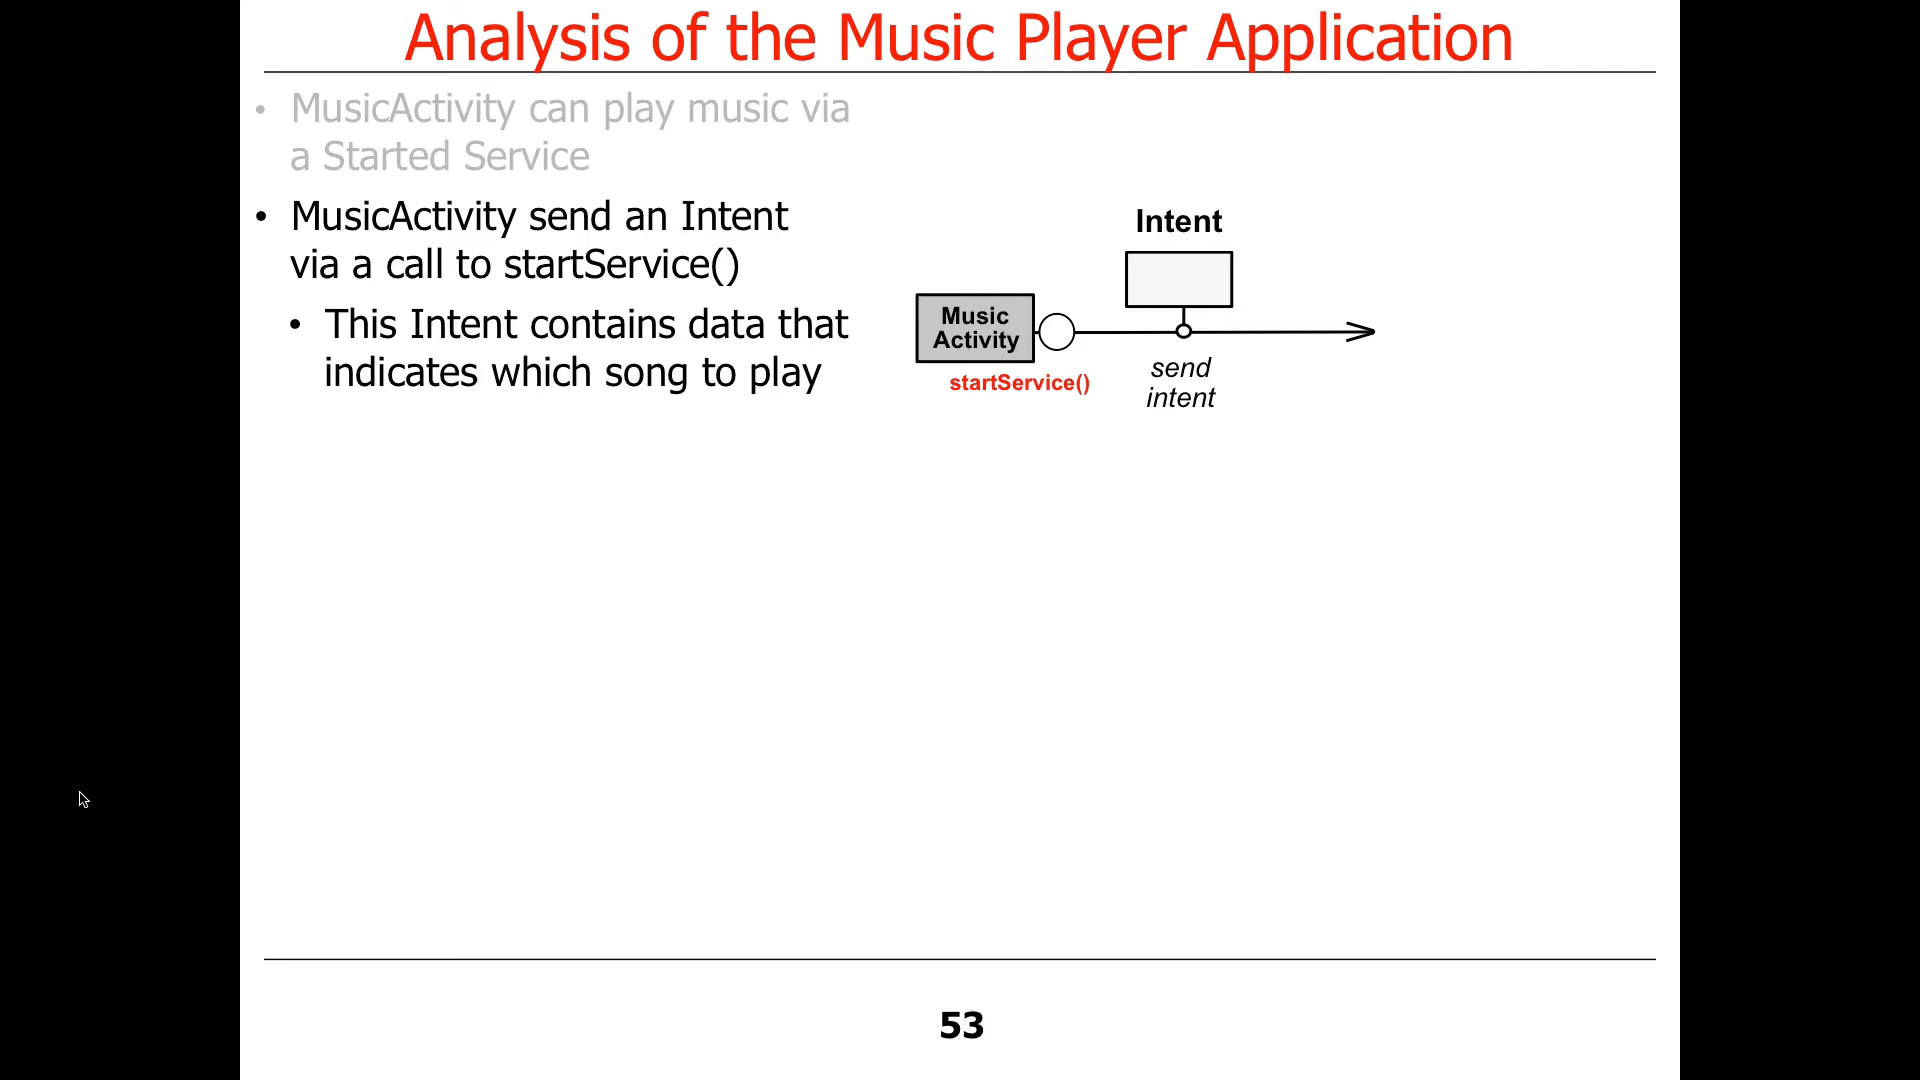 Analysis of the Music Player Application
• MusicActivity can play music via
a Started Service
• MusicActivity send an Intent
via a call to startService()
• This Intent contains data that
indicates which song to play
Intent
Music
Activity
startService()
send
intent
53